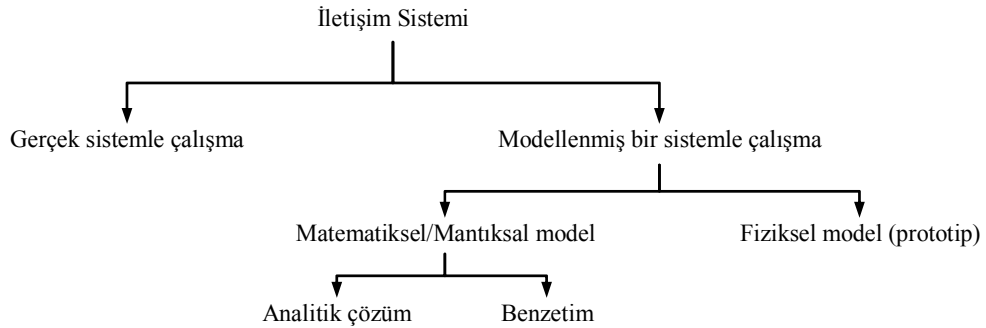 İletişim Sistemi
Gerçek sistemle çalışma
Modellenmiş bir sistemle çalışma
Matematiksel/Mantıksal model
Fiziksel model (prototip)
Analitik çözüm
Benzetim